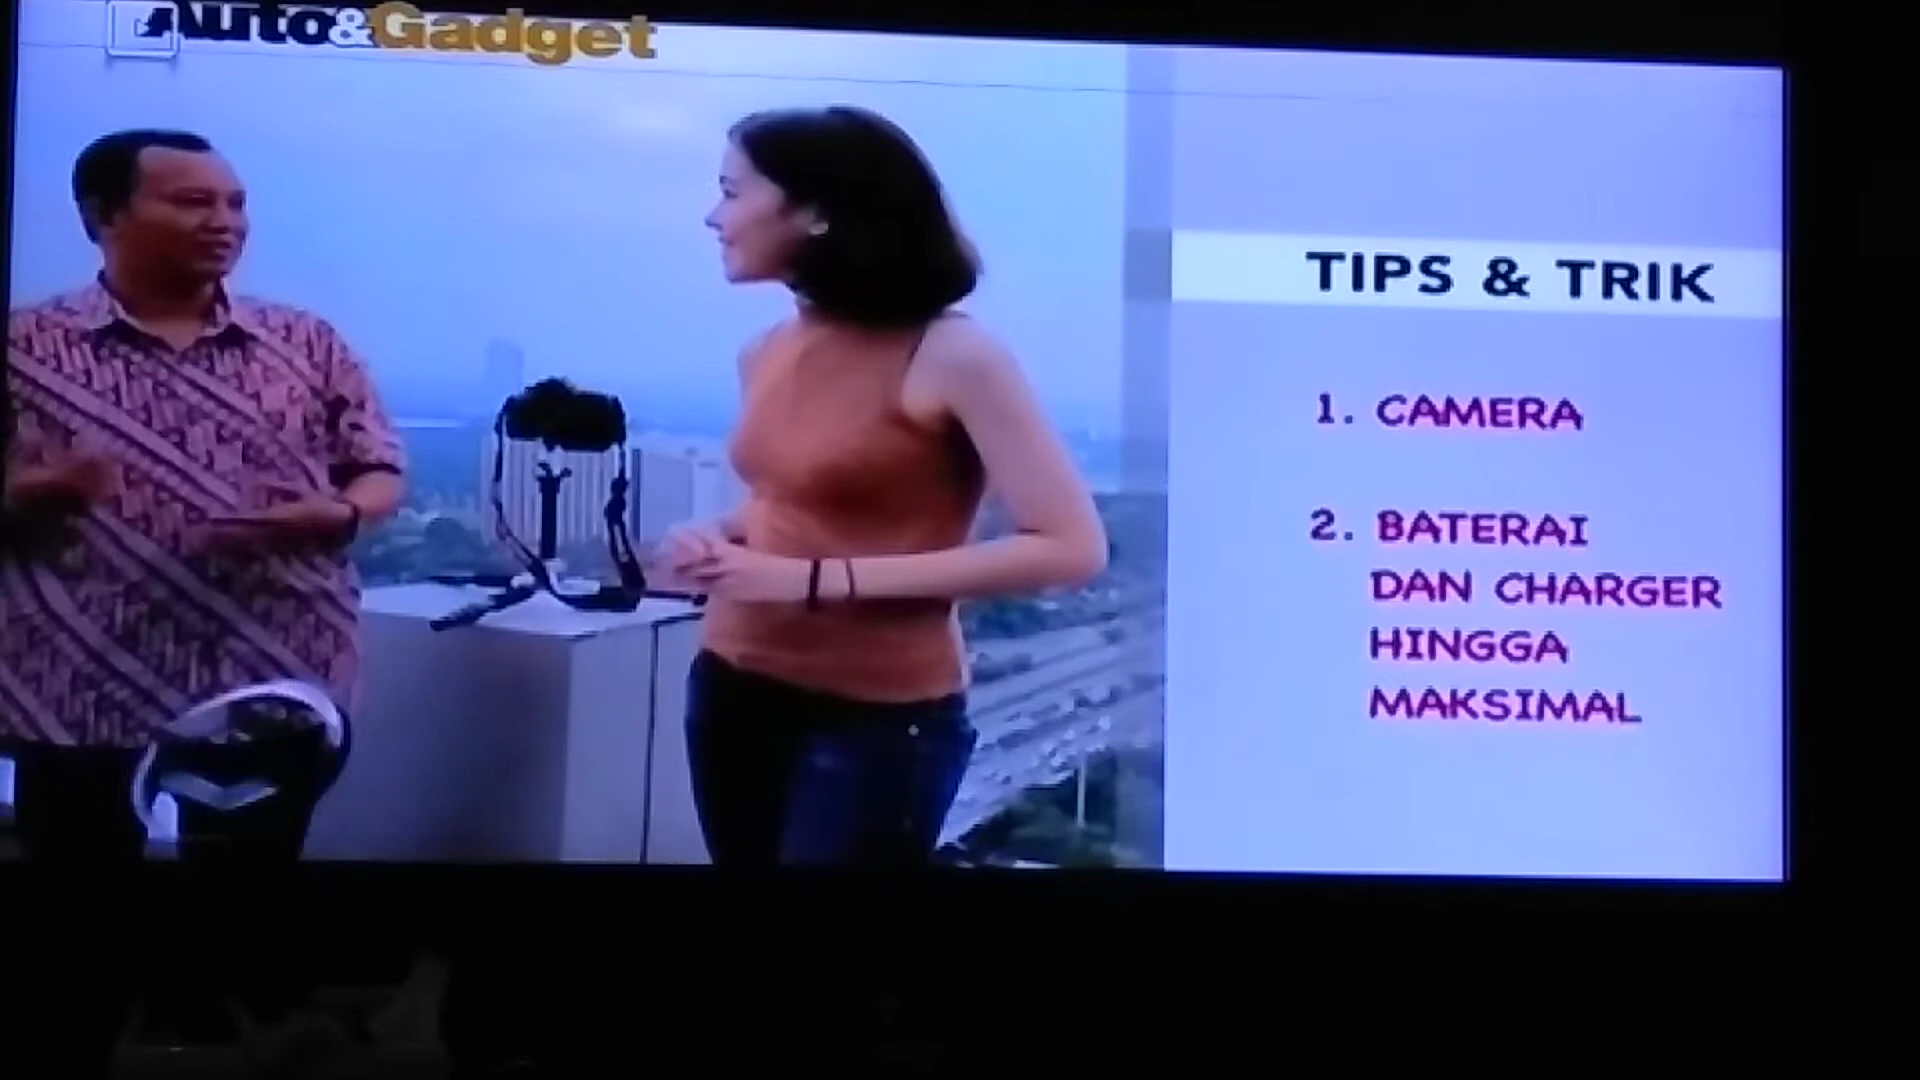 Auto&Gadget
TIPS & TRIK
1. CAMERA
2. BATERAI
DAN CHARGER
HINGGA
MAKSIMAL